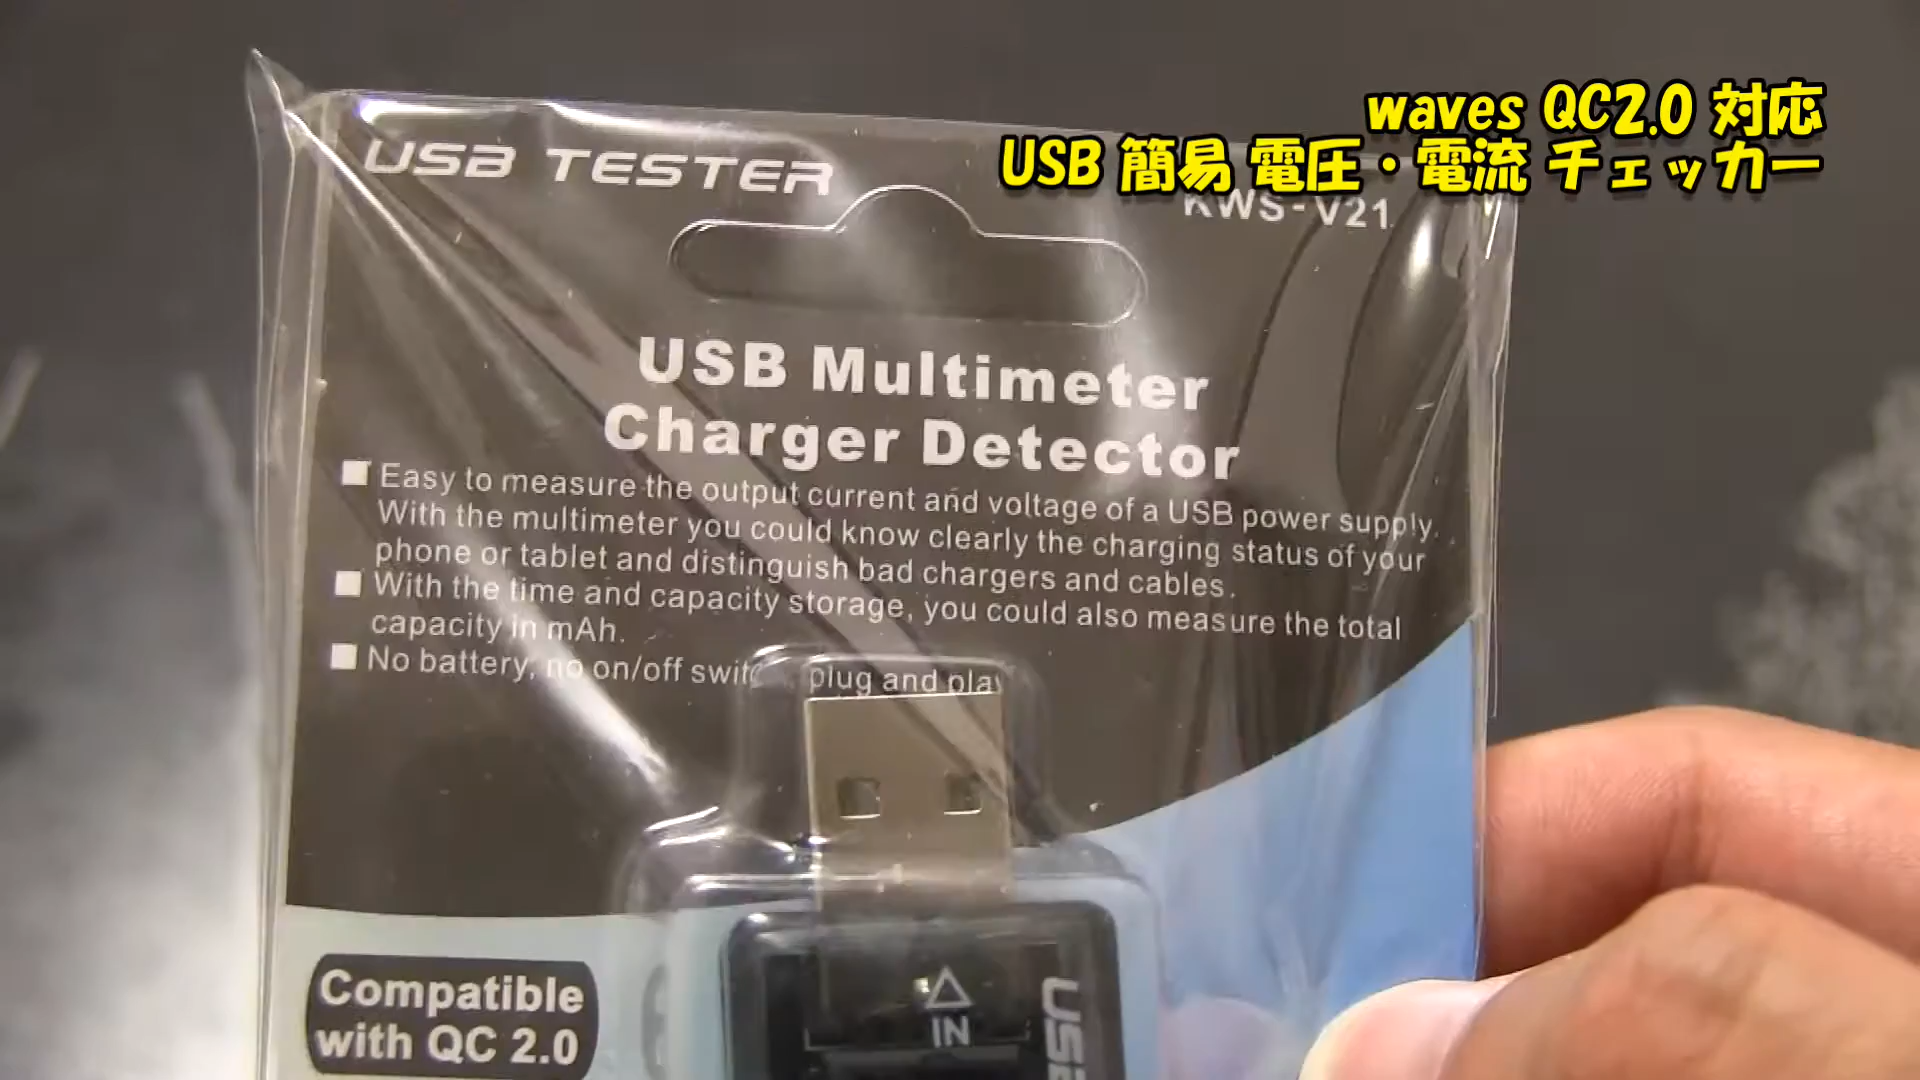 waves QC2.0 対応
USB 簡易 電圧・電流 チェッカー
USB TESTER
KWS-V21
USB Multimeter
Charger Detector
■ Easy to measure the output current and voltage of a USB power supply.
With the multimeter you could know clearly the charging status of your
phone or tablet and distinguish bad chargers and cables.
■ With the time and capacity storage, you could also measure the total
capacity in mAh.
■ No battery, no on/off switc plug and play
Compatible
with QC 2.0
IN
USB